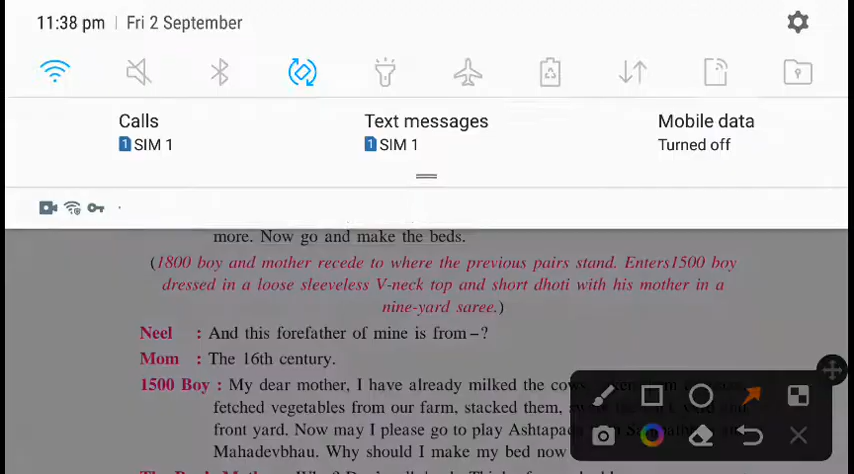 11:38 pm | Fri 2 September
Calls
1 SIM 1
Text messages
1 SIM 1
Mobile data
Turned off
more. Now go and make the beds.
(1800 boy and mother recede to where the previous pairs stand. Enters1500 boy
dressed in a loose sleeveless V-neck top and short dhoti with his mother in a
nine-yard saree.)
Neel : And this forefather of mine is from–?
Mom : The 16th century.
1500 Boy : My dear mother, I have already milked the cow
fetched vegetables from our farm, stacked them,
front yard. Now may I please go to play Ashtapada
Mahadevbhau. Why should I make my bed now